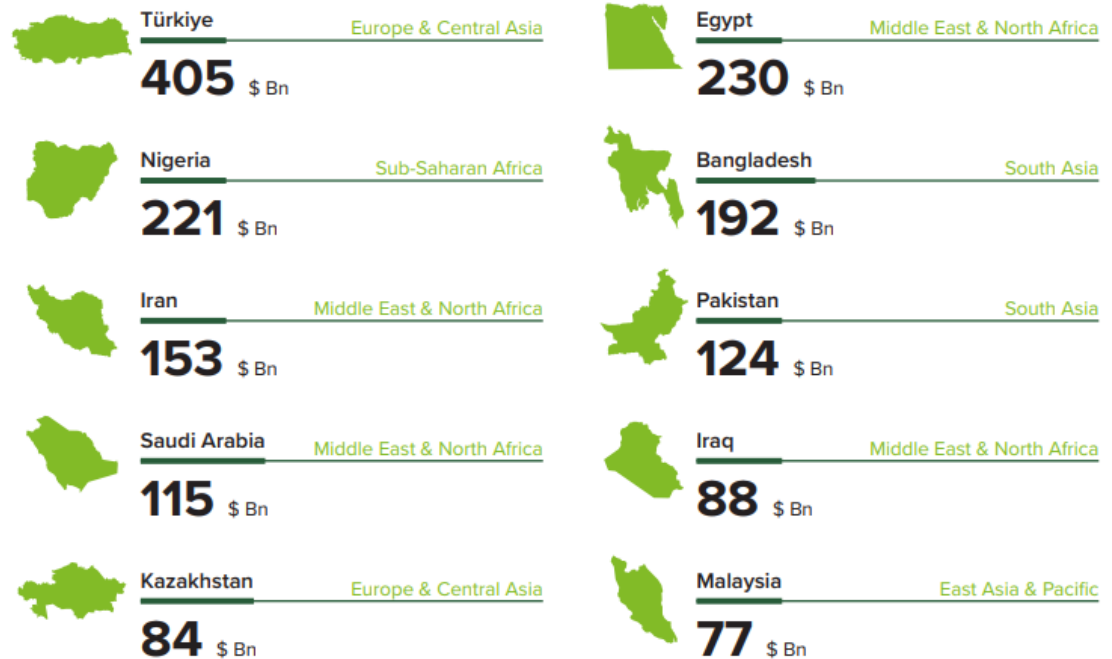 Türkiye Europe & Central Asia
405 $ Bn
Egypt Middle East & North Africa
230 $ Bn
Nigeria Sub-Saharan Africa
221 $ Bn
Bangladesh South Asia
192 $ Bn
Iran Middle East & North Africa
153 $ Bn
Pakistan South Asia
124 $ Bn
Saudi Arabia Middle East & North Africa
115 $ Bn
Iraq Middle East & North Africa
88 $ Bn
Kazakhstan Europe & Central Asia
84 $ Bn
Malaysia East Asia & Pacific
77 $ Bn